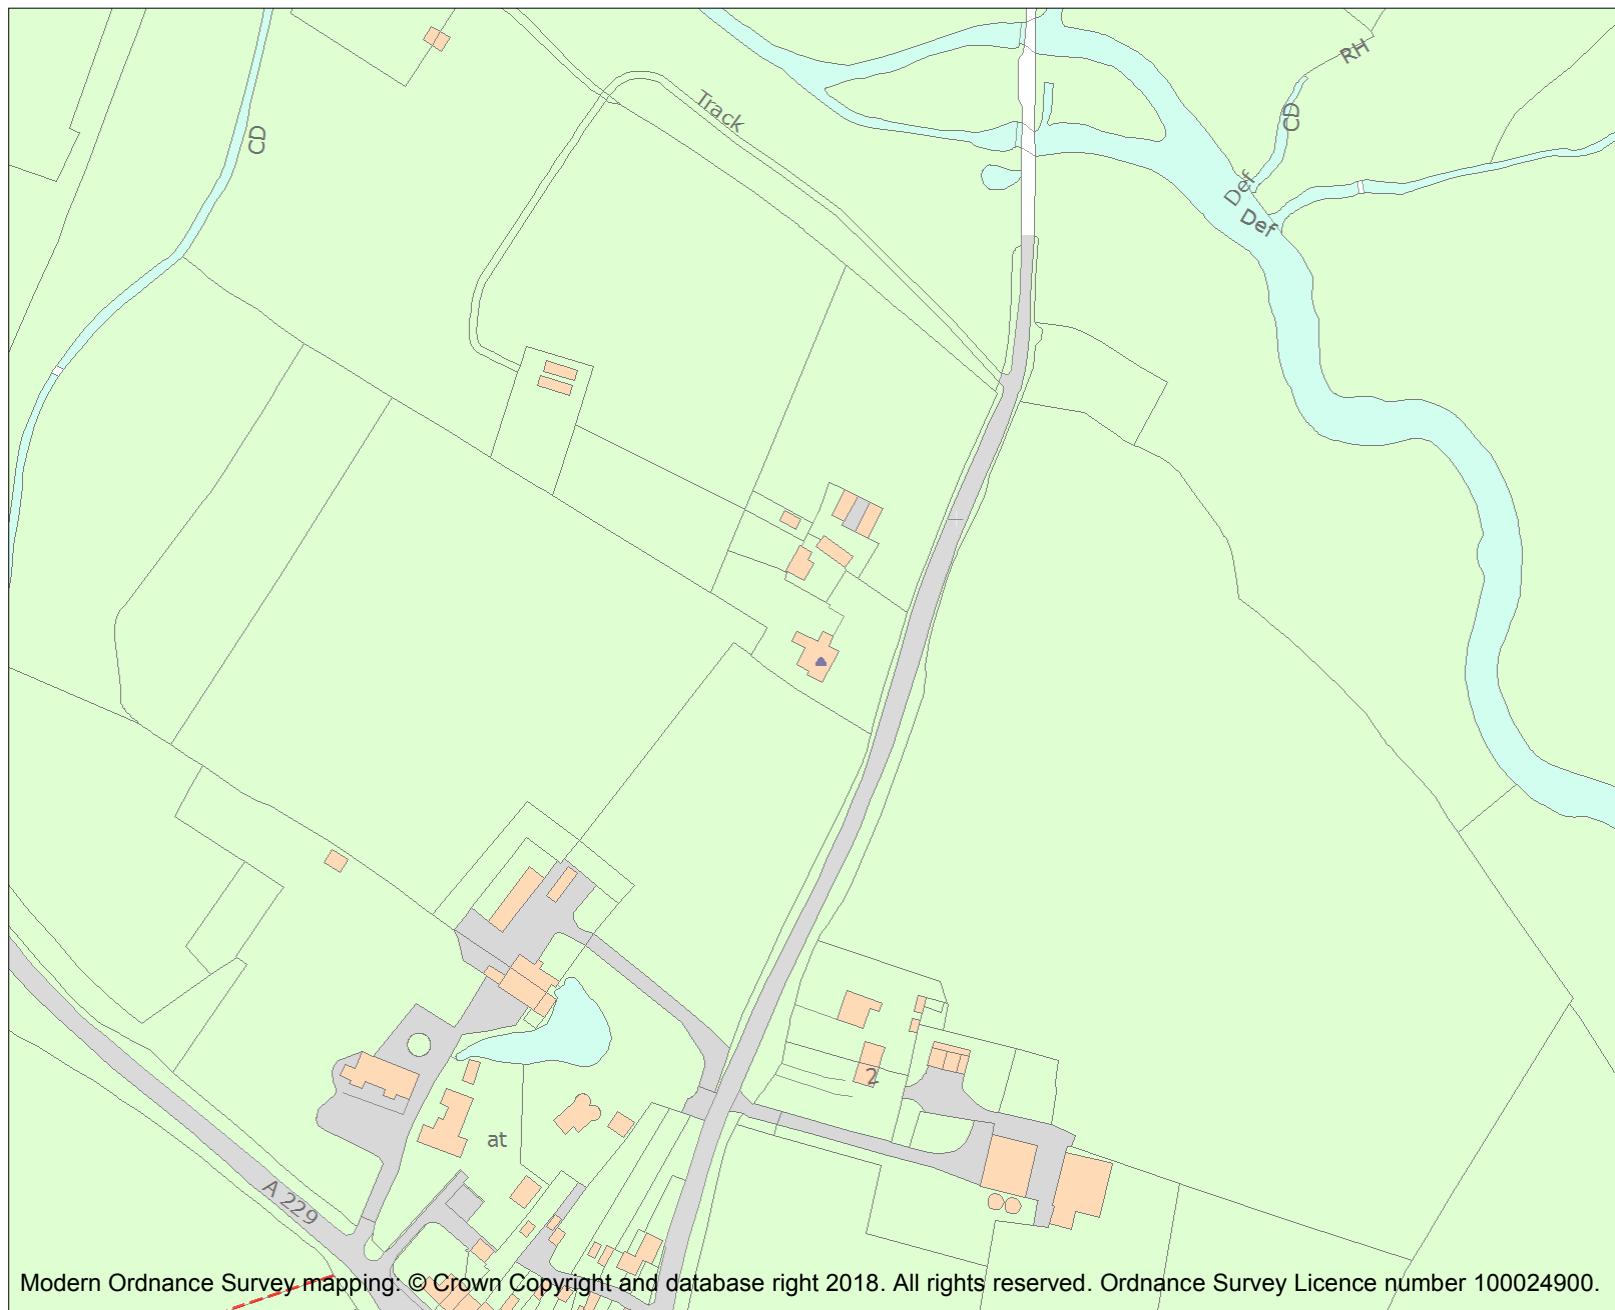 RH
Track
CD
CD
Def
Def
2
at
A 229
Modern Ordnance Survey mapping: © Crown Copyright and database right 2018. All rights reserved. Ordnance Survey Licence number 100024900.